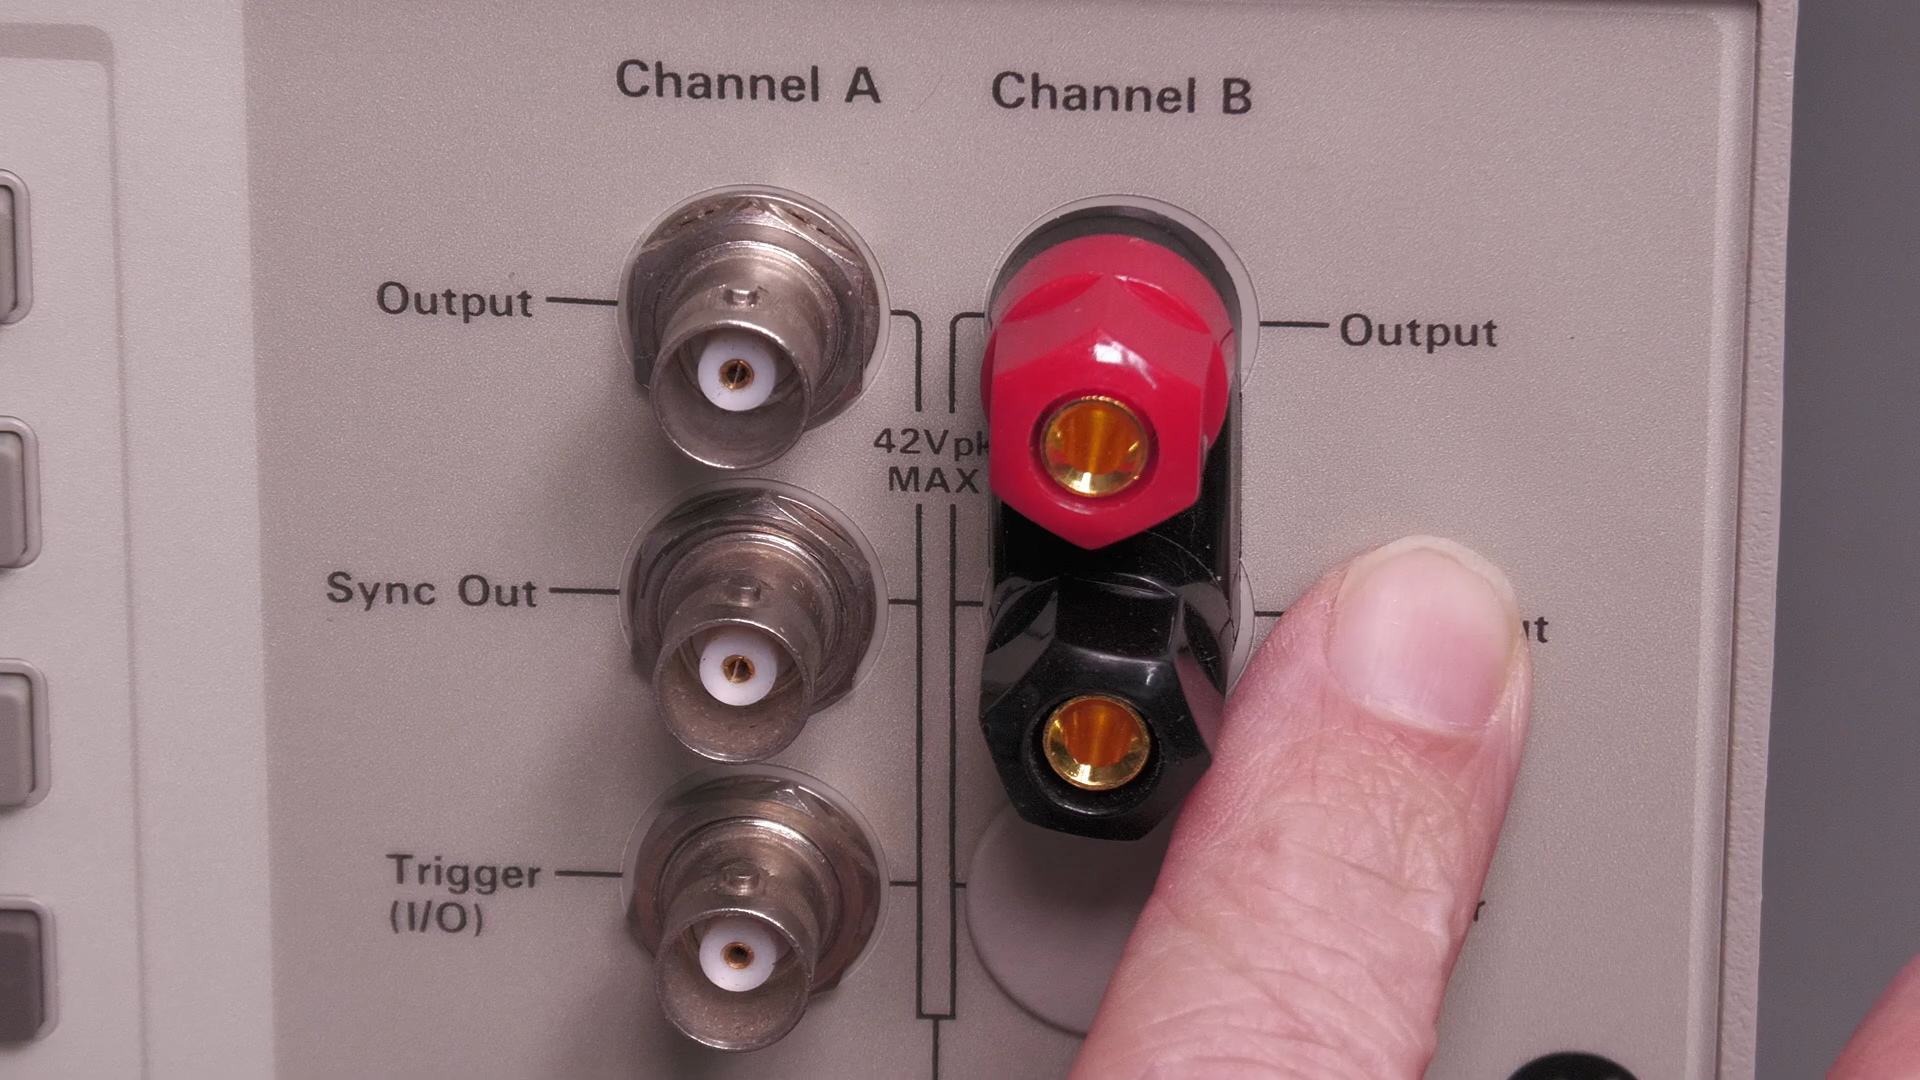 Channel A
Channel B
Output
Output
42Vpk
MAX
Sync Out
Trigger
(I/O)